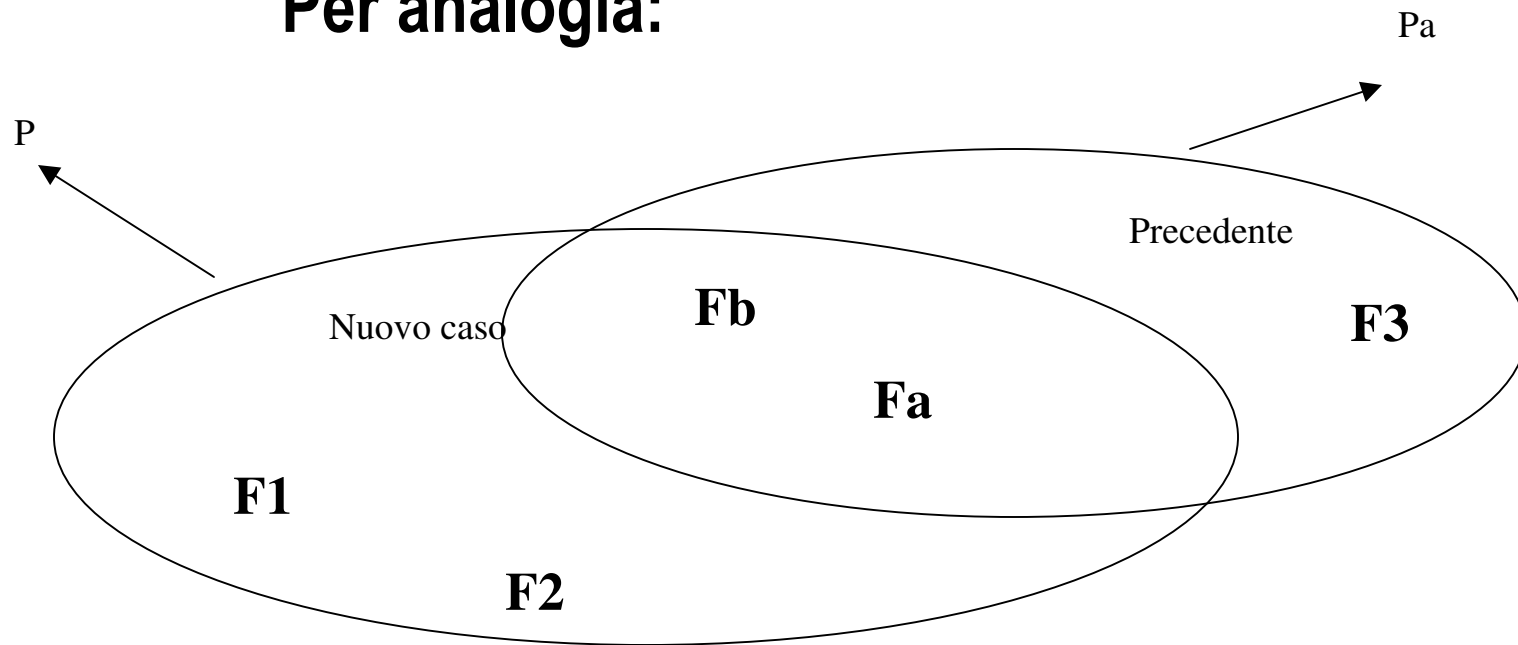 Per analogia:
Pa
P
Precedente
Fb
F3
Nuovo caso
Fa
F1
F2